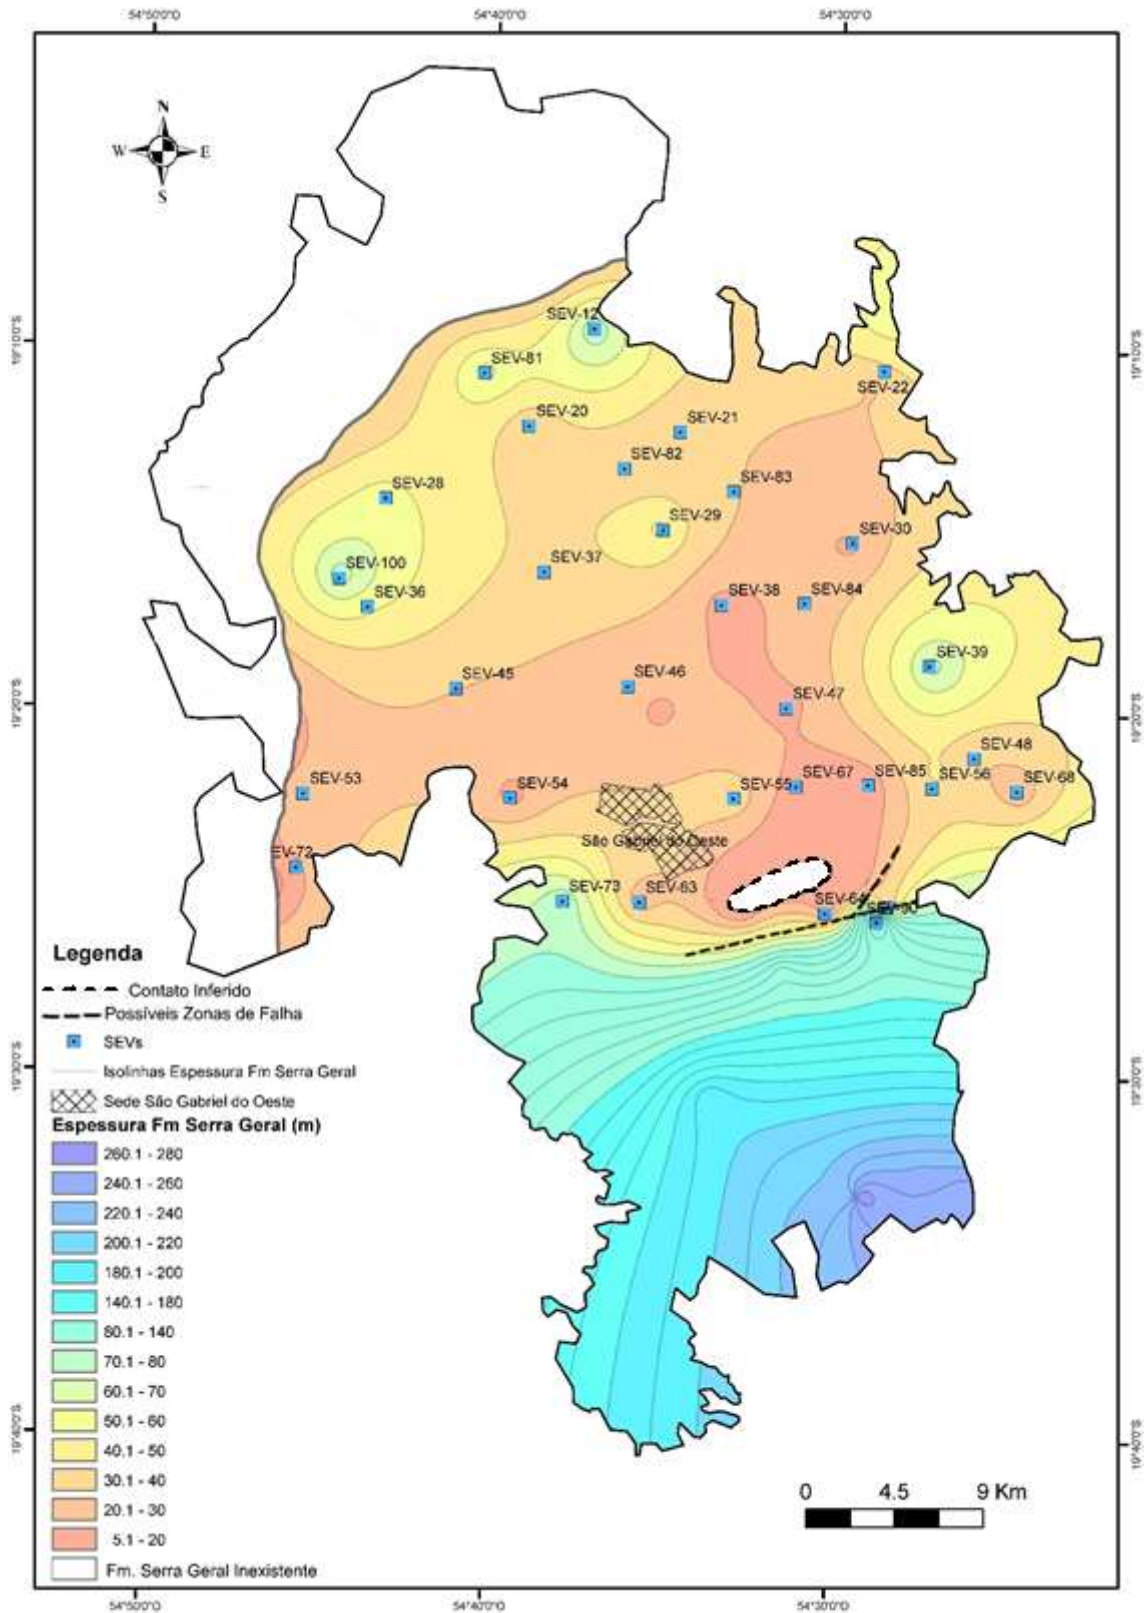 54°50'0"O 54°40'0"O 54°30'0"O
N
W E
S
SEV-12
19°10'0"S
19°10'0"S
SEV-81
SEV-22
SEV-20
SEV-21
SEV-82
SEV-28
SEV-83
SEV-29
SEV-30
SEV-100
SEV-37
SEV-36
SEV-38
SEV-84
SEV-39
SEV-45
SEV-46
SEV-47
19°20'0"S
19°20'0"S
SEV-48
SEV-53
SEV-54
SEV-55
SEV-67
SEV-85
SEV-56
SEV-68
São Gabriel do Oeste
EV-72
SEV-73
SEV-63
SEV-64
Legenda
Contato Inferido
Possíveis Zonas de Falha
SEVs
Isolinhas Espessura Fm Serra Geral
Sede São Gabriel do Oeste
19°30'0"S
19°30'0"S
Espessura Fm Serra Geral (m)
260.1 - 280
240.1 - 260
220.1 - 240
200.1 - 220
180.1 - 200
140.1 - 180
80.1 - 140
70.1 - 80
60.1 - 70
50.1 - 60
40.1 - 50
30.1 - 40
20.1 - 30
5.1 - 20
Fm. Serra Geral Inexistente
19°40'0"S
19°40'0"S
0 4.5 9 Km
54°50'0"O 54°40'0"O 54°30'0"O